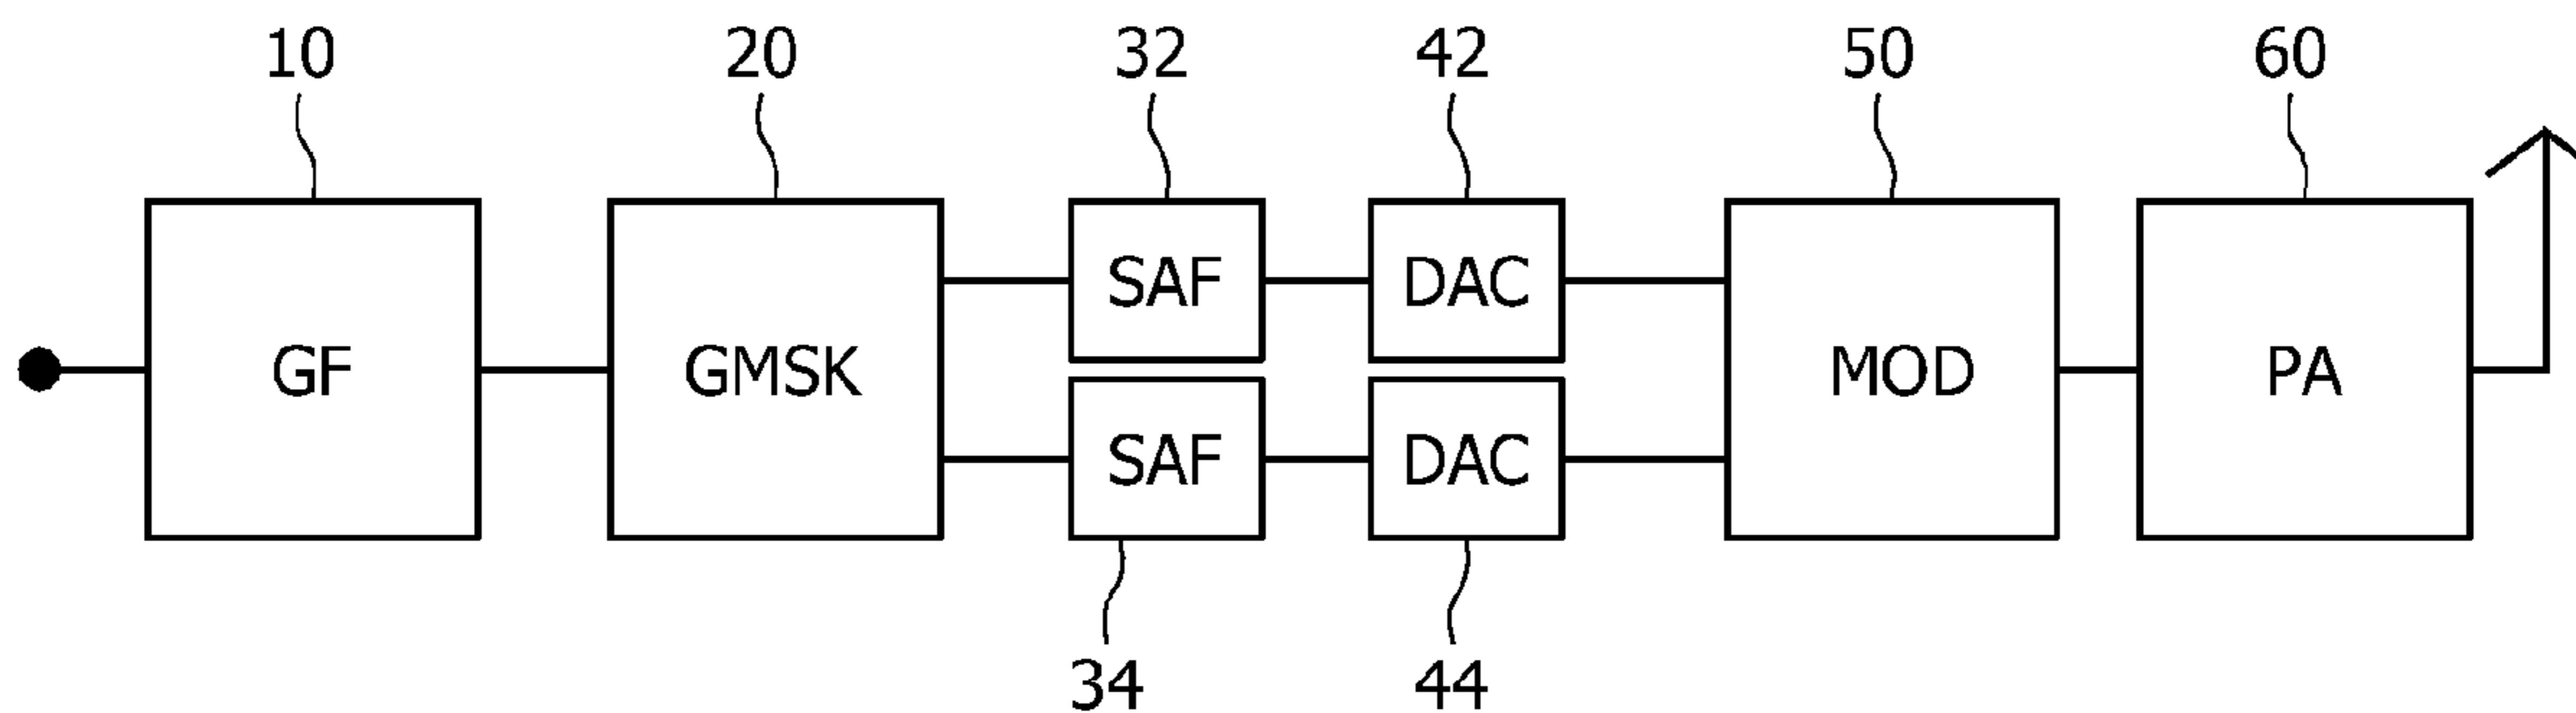 10 20 32 42 50 60
SAF DAC
GF GMSK MOD PA
SAF DAC
34 44